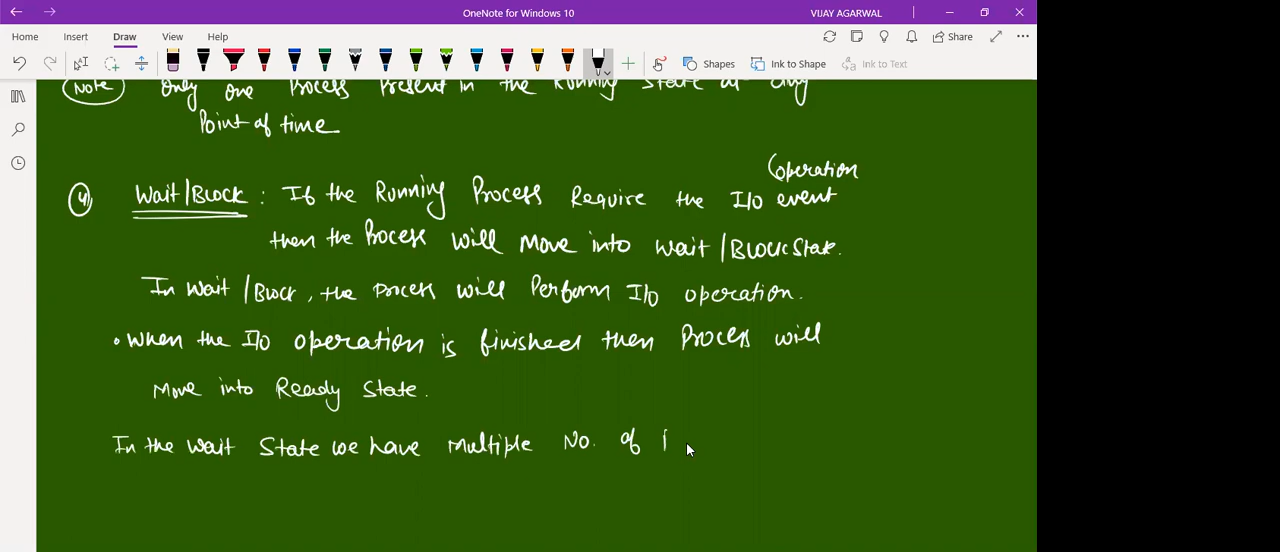 OneNote for Windows 10
VIJAY AGARWAL
Home Insert Draw View Help
Share
Shapes Ink to Shape Ink to Text
Note Only one Process Present in the Running State at any
Point of time
(operation
(4) Wait/Block : If the Running Process Require the I/O event
then the Process will Move into Wait/Block State.
In Wait/Block, the Process will Perform I/O operation.
• When the I/O operation is finished then Process will
Move into Ready State.
In the Wait State we have Multiple No. of